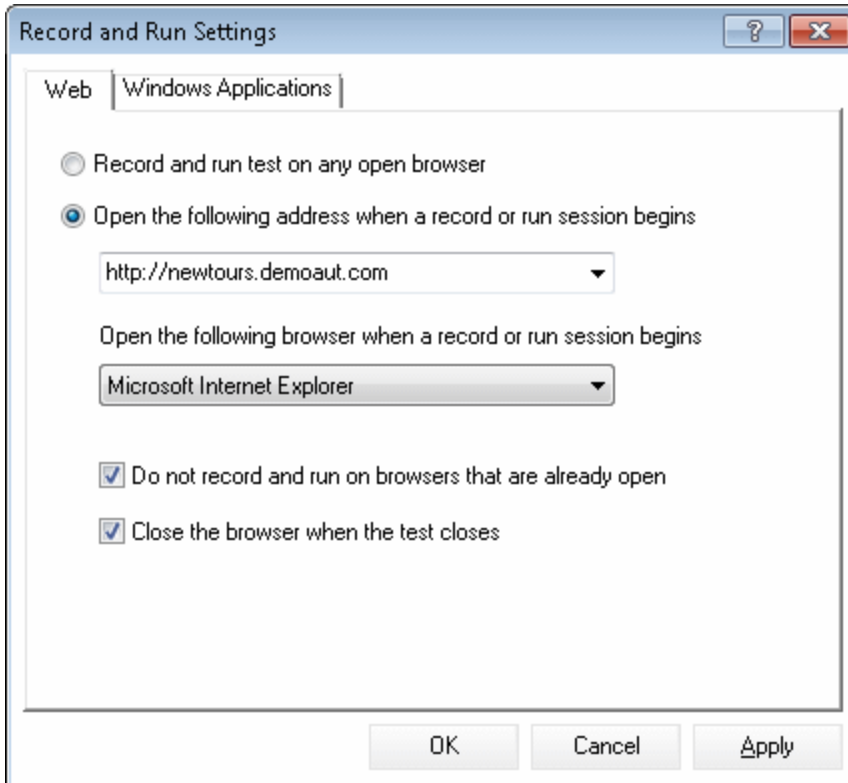 Record and Run Settings
?
Web
Windows Applications
Record and run test on any open browser
Open the following address when a record or run session begins
http://newtours.demoaut.com
Open the following browser when a record or run session begins
Microsoft Internet Explorer
Do not record and run on browsers that are already open
Close the browser when the test closes
OK
Cancel
Apply